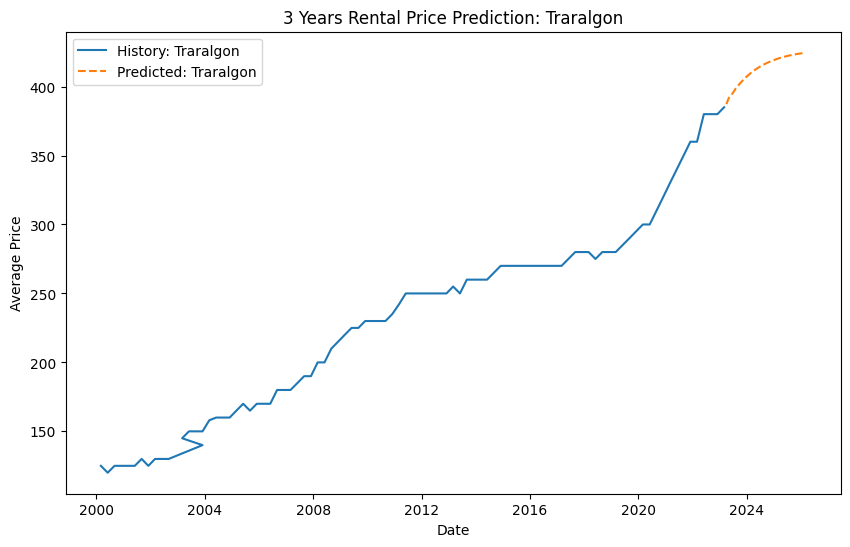 3 Years Rental Price Prediction: Traralgon
History: Traralgon
Predicted: Traralgon
Average Price
400
350
300
250
200
150
2000 2004 2008 2012 2016 2020 2024
Date